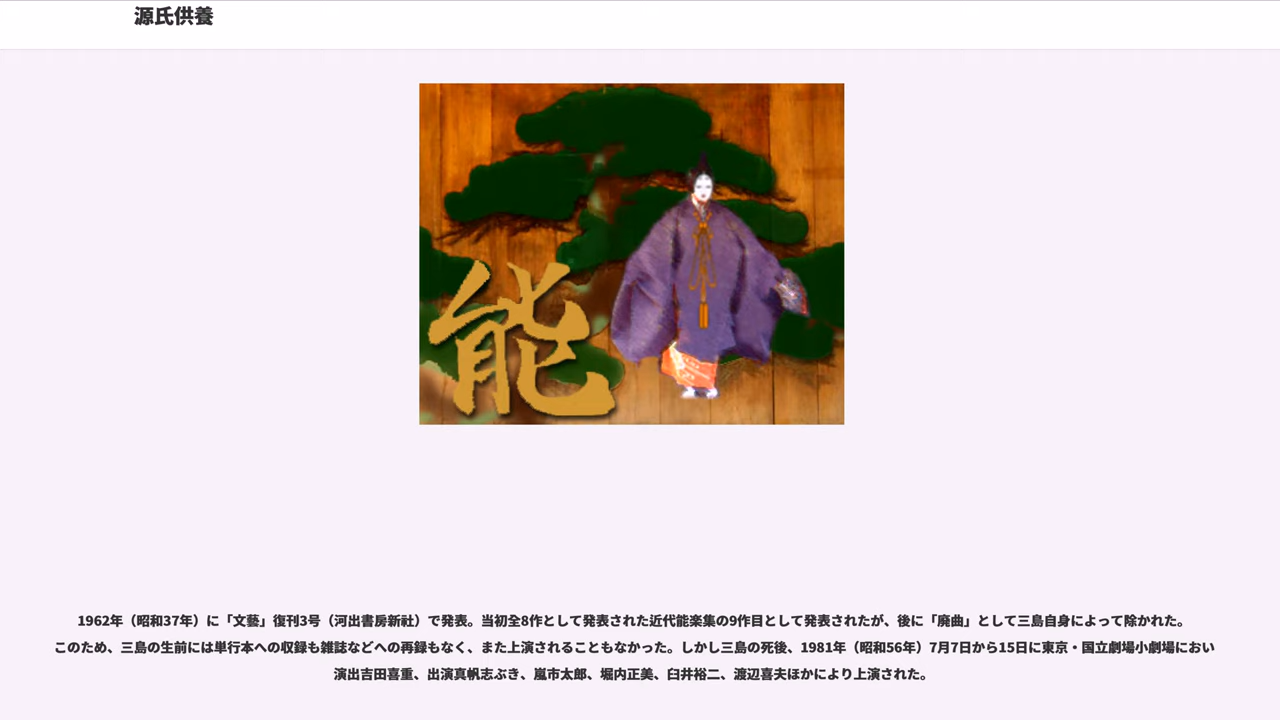 源氏供養
能
1962年（昭和37年）に「文藝」復刊3号（河出書房新社）で発表。当初全8作として発表された近代能楽集の9作目として発表されたが、後に「廃曲」として三島自身によって除かれた。
このため、三島の生前には単行本への収録も雑誌などへの再録もなく、また上演されることもなかった。しかし三島の死後、1981年（昭和56年）7月7日から15日に東京・国立劇場小劇場におい
演出吉田喜重、出演真帆志ぶき、嵐市太郎、堀内正美、臼井裕二、渡辺喜夫ほかにより上演された。